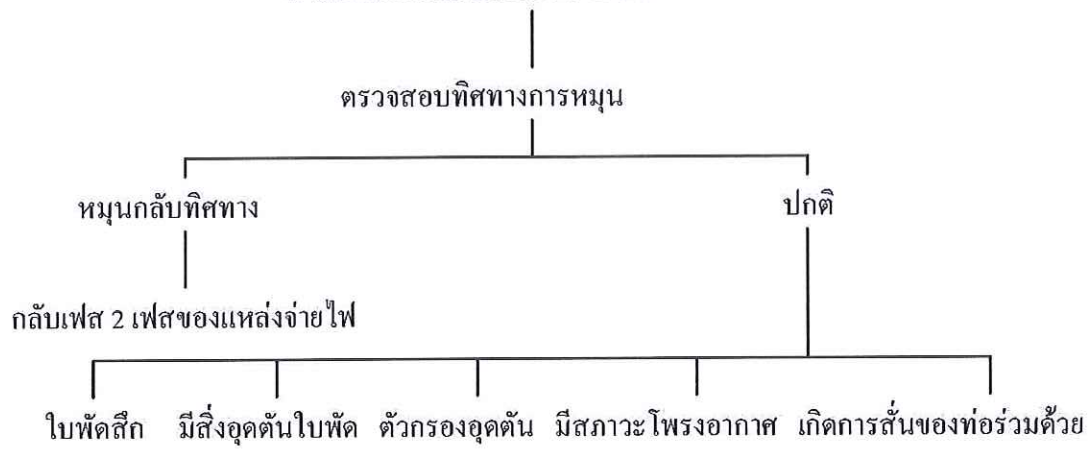 ตรวจสอบทิศทางการหมุน
หมุนกลับทิศทาง ปกติ
กลับเฟส 2 เฟสของแหล่งจ่ายไฟ
ใบพัดสึก มีสิ่งอุดตันใบพัด ตัวกรองอุดตัน มีสภาวะโพรงอากาศ เกิดการสั่นของท่อร่วมด้วย